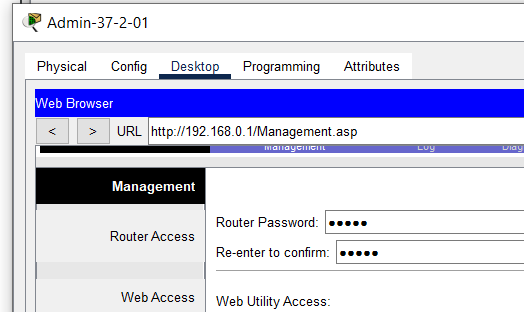 Admin-37-2-01
Physical Config Desktop Programming Attributes
Web Browser
< > URL http://192.168.0.1/Management.asp
Management Log
Management
Router Access
Router Password: •••••
Re-enter to confirm: •••••
Web Access
Web Utility Access: